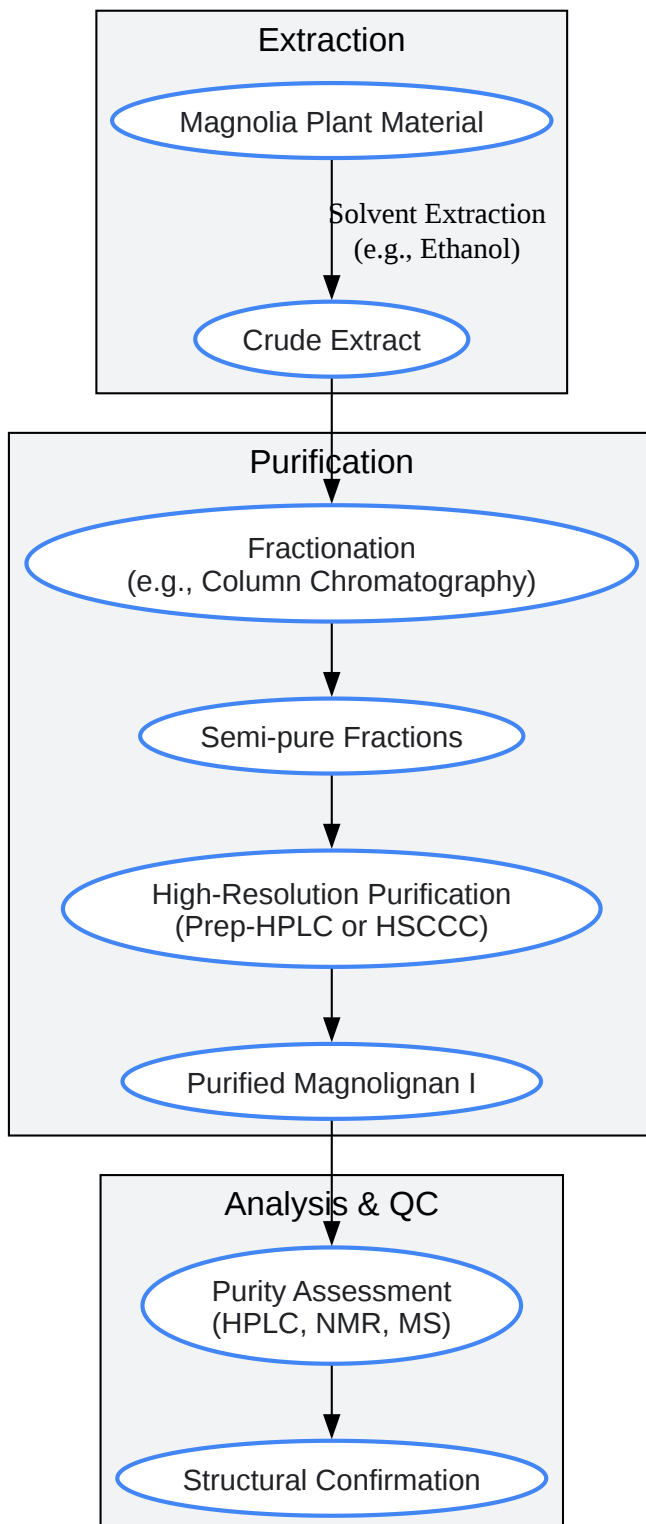 Extraction
Magnolia Plant Material
Solvent Extraction
(e.g., Ethanol)
Crude Extract
Purification
Fractionation
(e.g., Column Chromatography)
Semi-pure Fractions
High-Resolution Purification
(Prep-HPLC or HSCCC)
Purified Magnolignan I
Analysis & QC
Purity Assessment
(HPLC, NMR, MS)
Structural Confirmation